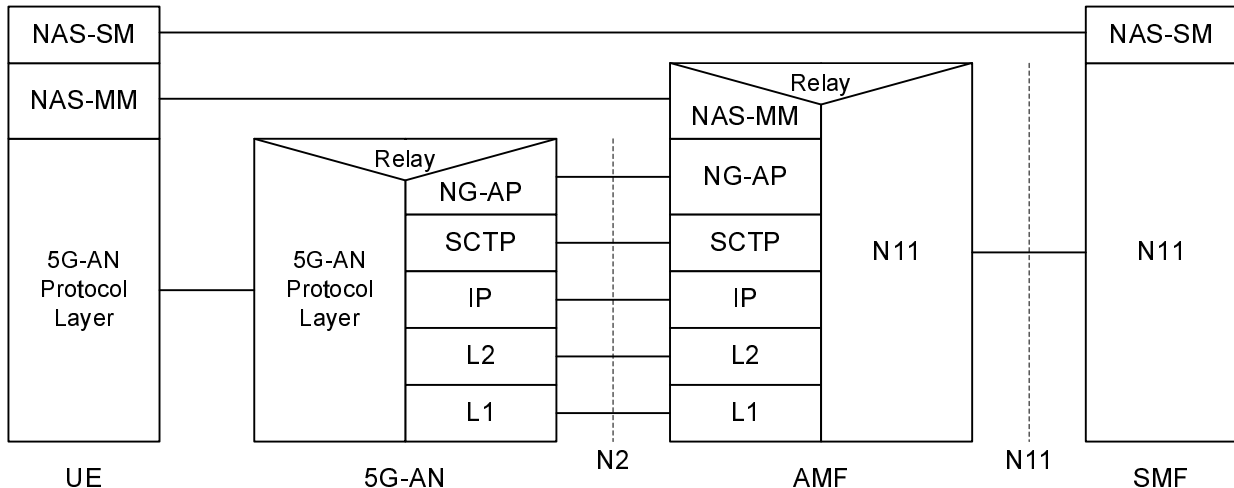 NAS-SM
NAS-SM
NAS-MM
Relay
NAS-MM
Relay
NG-AP
NG-AP
SCTP
SCTP
N11
N11
5G-AN
Protocol
Layer
5G-AN
Protocol
Layer
IP
IP
L2
L2
L1
L1
N2
N11
UE
5G-AN
AMF
SMF